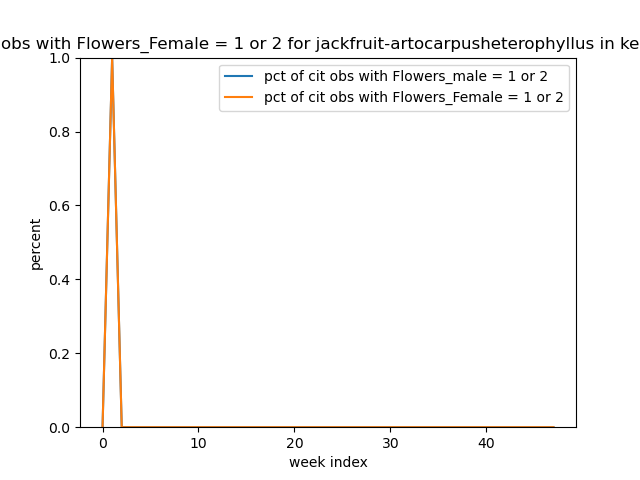 obs with Flowers_Female = 1 or 2 for jackfruit-artocarpusheterophyllus in ke
pct of cit obs with Flowers_male = 1 or 2
pct of cit obs with Flowers_Female = 1 or 2
1.0
0.8
0.6
0.4
0.2
0.0
percent
0 10 20 30 40
week index